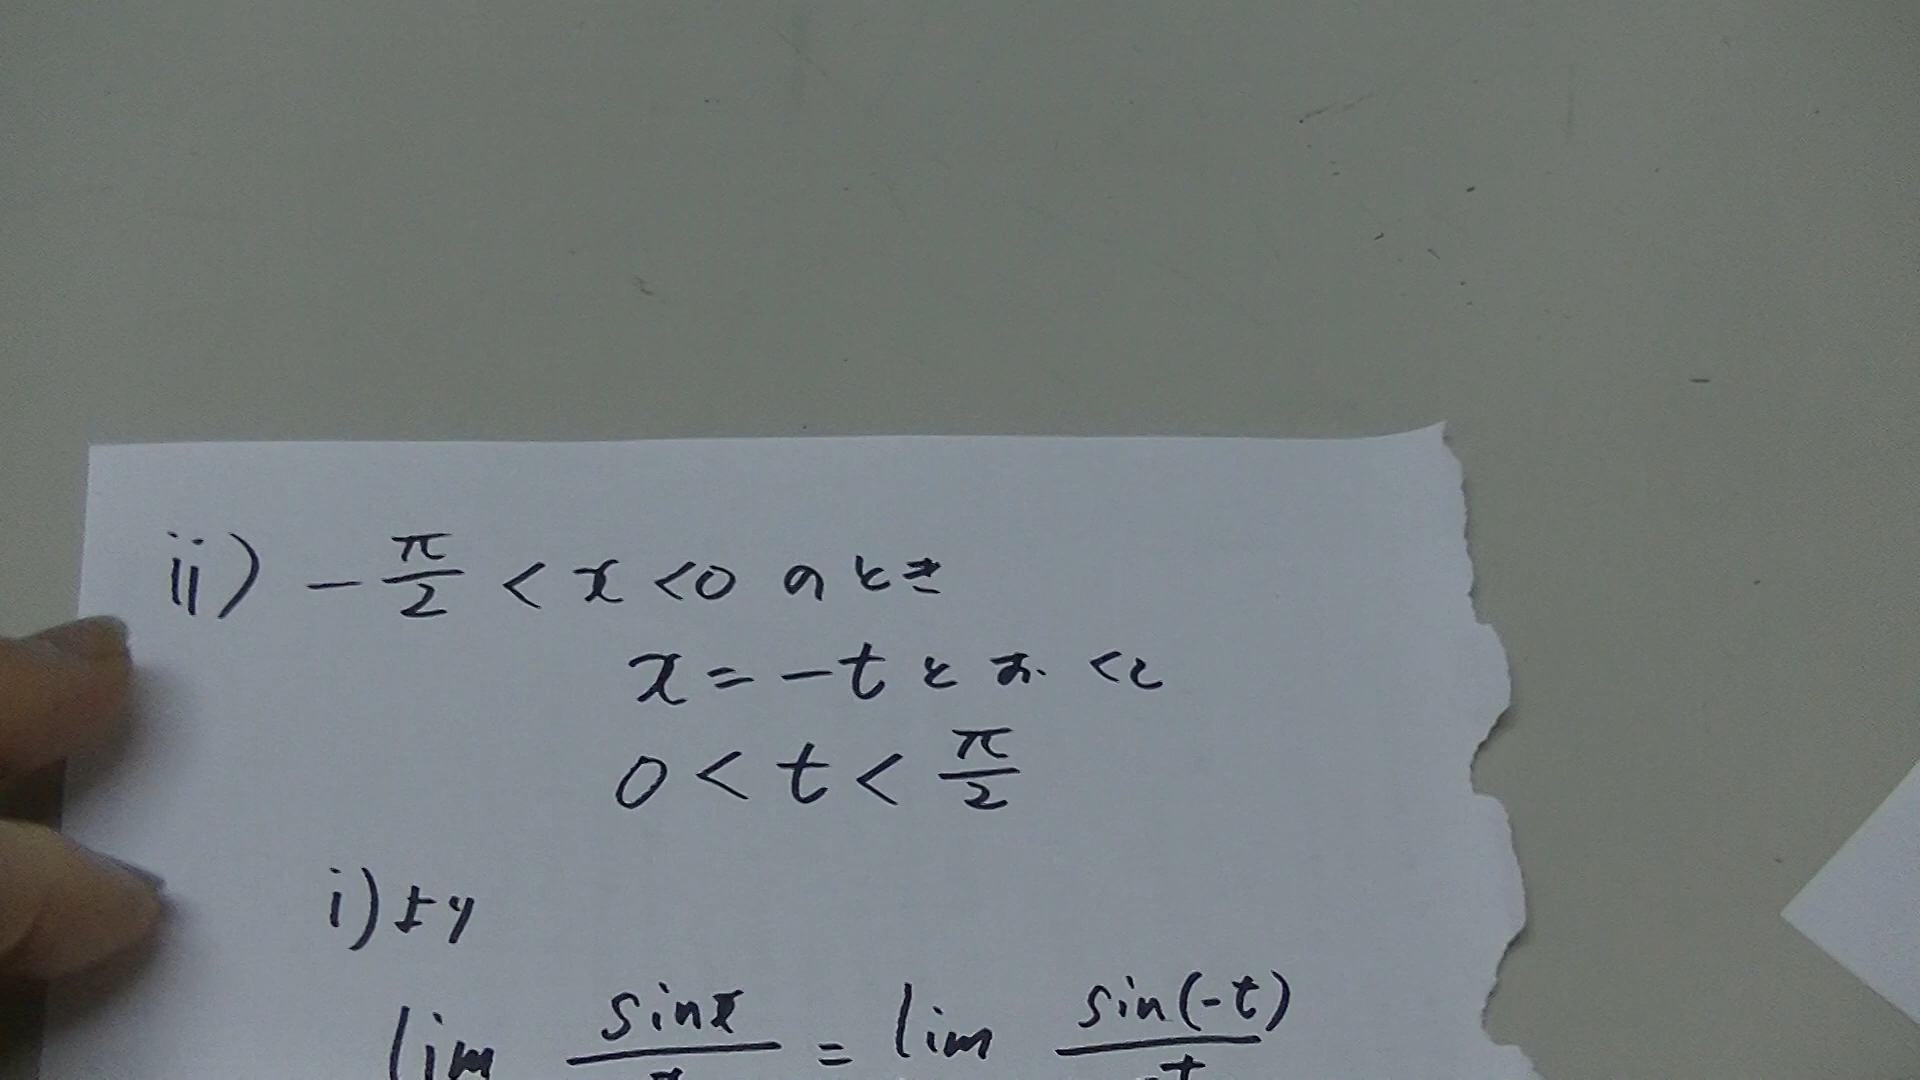 ii) -π/2 < x < 0 のとき
x = -t とおくと
0 < t < π/2
i) より
lim sinx/x = lim sin(-t)/-t